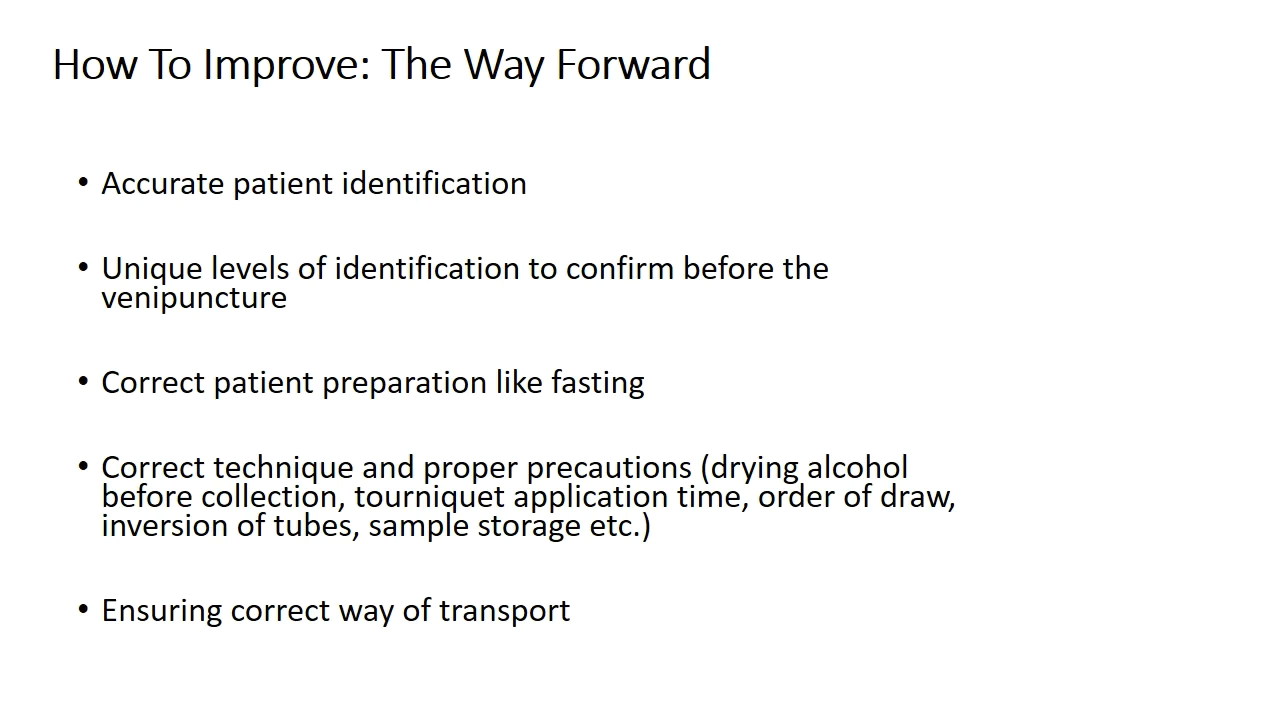 How To Improve: The Way Forward
• Accurate patient identification
• Unique levels of identification to confirm before the
venipuncture
• Correct patient preparation like fasting
• Correct technique and proper precautions (drying alcohol
before collection, tourniquet application time, order of draw,
inversion of tubes, sample storage etc.)
• Ensuring correct way of transport